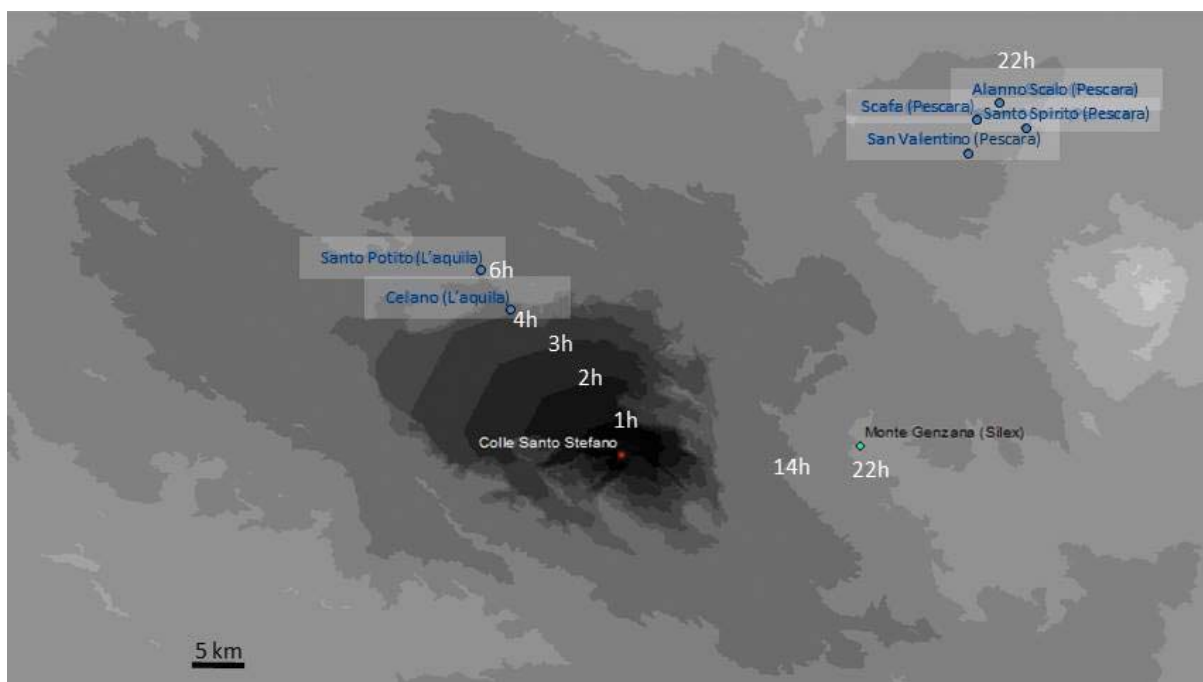 22h
Alanno Scalo (Pescara)
Scafa (Pescara)
Santo Spirito (Pescara)
San Valentino (Pescara)
Santo Potito (L'aquila)
6h
Celano (L'aquila)
4h
3h
2h
1h
Colle Santo Stefano
Monte Genzana (Silex)
14h
22h
5 km